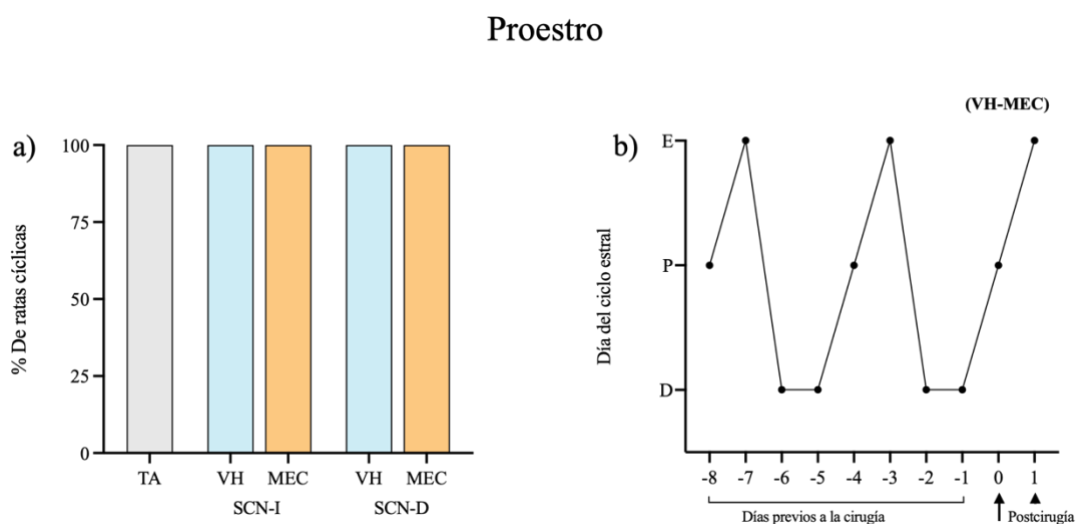 Proestro
a)
% De ratas cíclicas
100
75
50
25
0
TA VH MEC VH MEC
SCN-I SCN-D
(VH-MEC)
b)
Día del ciclo estral
E
P
D
-8 -7 -6 -5 -4 -3 -2 -1 0 1
Días previos a la cirugía Postcirugía